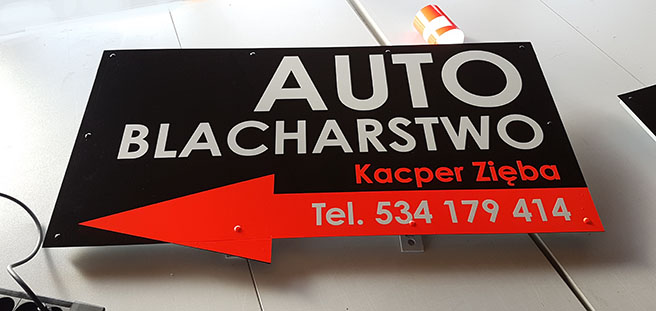 AUTO
BLACHARSTWO
Kacper Zięba
Tel. 534 179 414